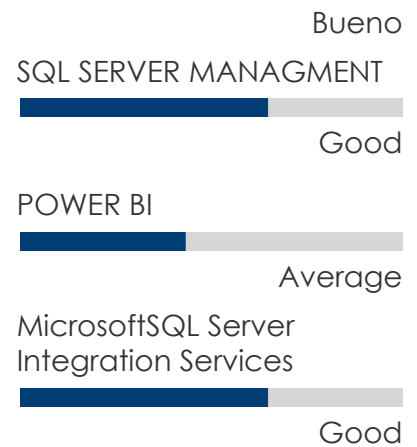 Bueno
SQL SERVER MANAGMENT
Good
POWER BI
Average
MicrosoftSQL Server
Integration Services
Good